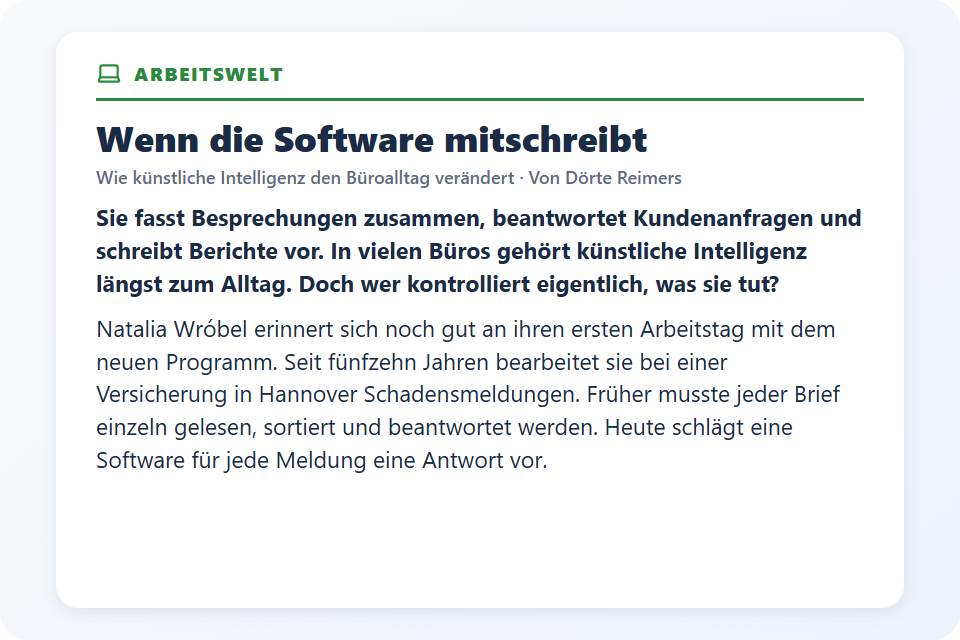 ARBEITSWELT
Wenn die Software mitschreibt
Wie künstliche Intelligenz den Büroalltag verändert · Von Dörte Reimers
Sie fasst Besprechungen zusammen, beantwortet Kundenanfragen und
schreibt Berichte vor. In vielen Büros gehört künstliche Intelligenz
längst zum Alltag. Doch wer kontrolliert eigentlich, was sie tut?
Natalia Wróbel erinnert sich noch gut an ihren ersten Arbeitstag mit dem
neuen Programm. Seit fünfzehn Jahren bearbeitet sie bei einer
Versicherung in Hannover Schadensmeldungen. Früher musste jeder Brief
einzeln gelesen, sortiert und beantwortet werden. Heute schlägt eine
Software für jede Meldung eine Antwort vor.